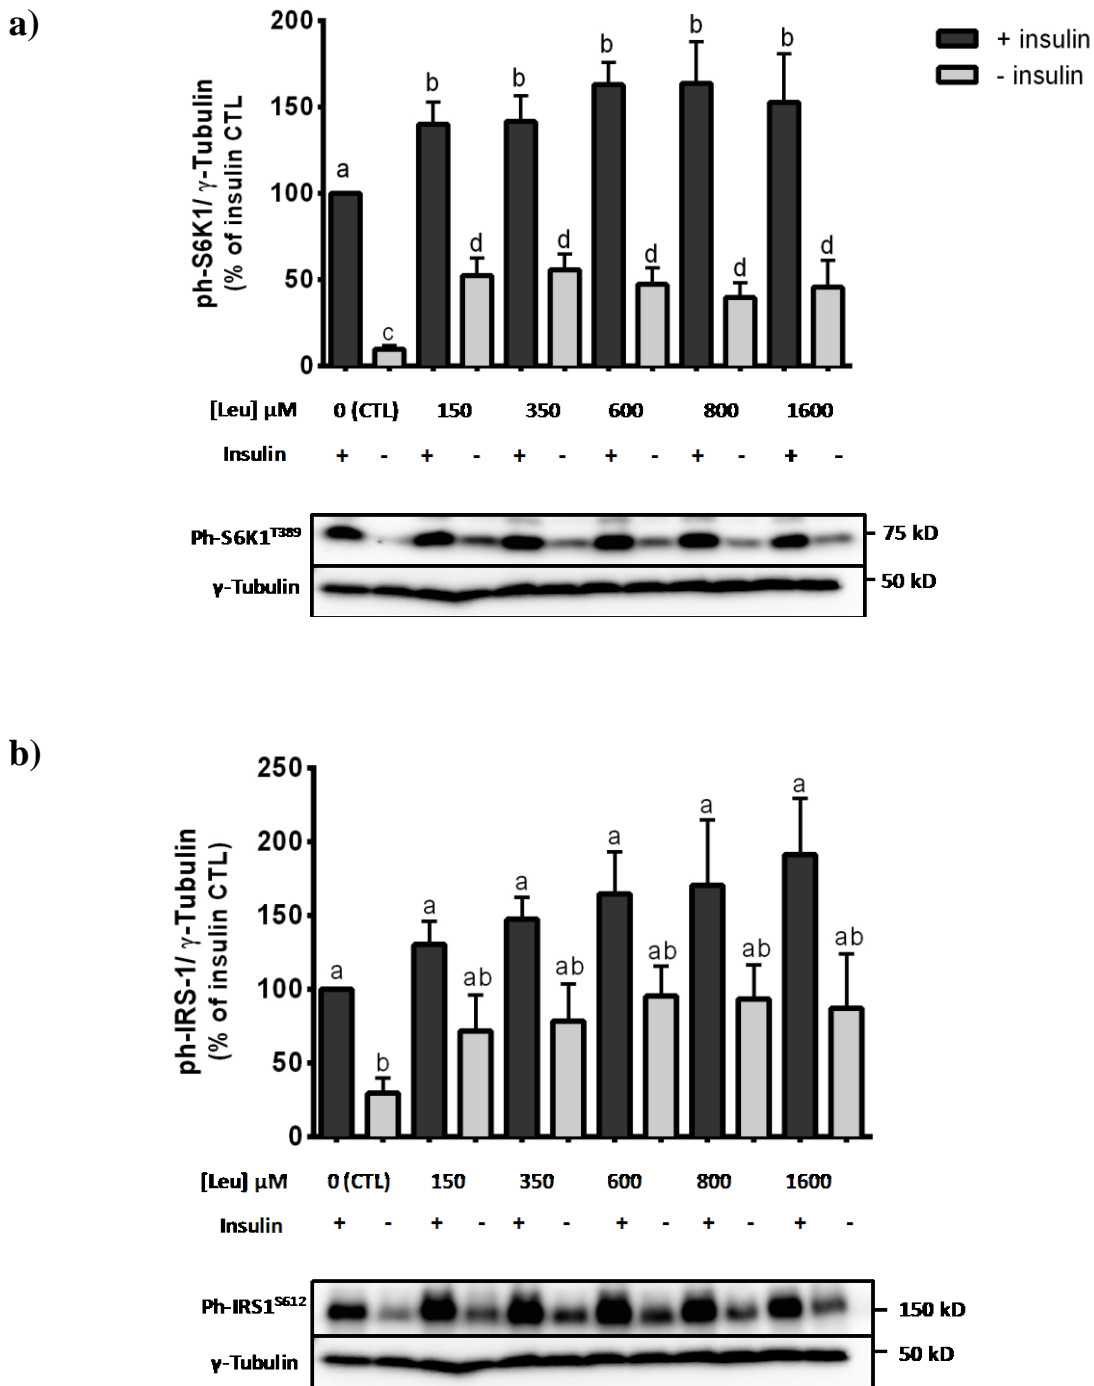 a)
+ insulin
- insulin
ph-S6K1/ γ-Tubulin
(% of insulin CTL
200
150
100
50
0
a
c
b
d
b
d
b
d
b
d
b
d
[Leu] µM 0 (CTL) 150 350 600 800 1600
Insulin + - + - + - + - + - + -
Ph-S6K1T389
75 kD
γ-Tubulin
50 kD
b)
ph-IRS-1/ γ-Tubulin
(% of insulin CTL)
250
200
150
100
50
0
a
b
a
ab
a
ab
a
ab
a
ab
a
ab
[Leu] µM 0 (CTL) 150 350 600 800 1600
Insulin + - + - + - + - + - + -
Ph-IRS1S612
150 kD
γ-Tubulin
50 kD